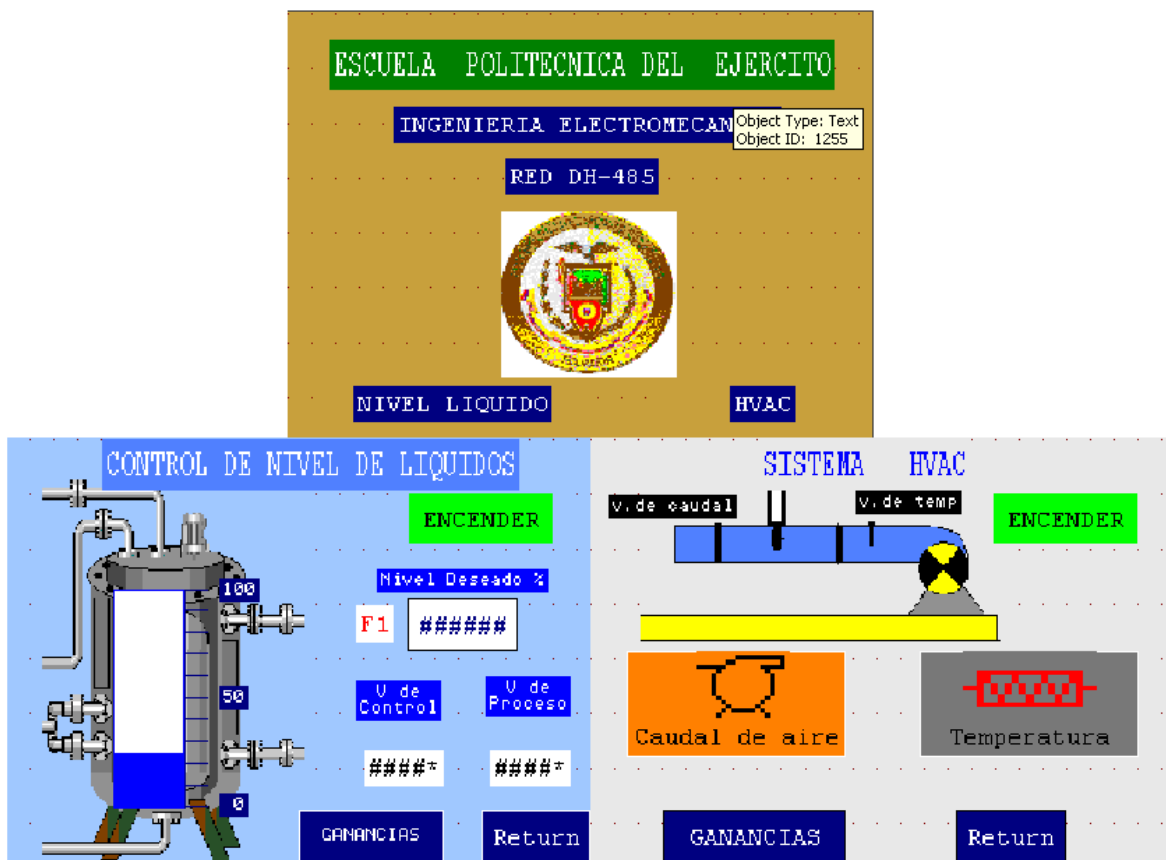 ESCUELA POLITECNICA DEL EJERCITO
INGENIERIA ELECTROMECAN
Object Type: Text
Object ID: 1255
RED DH-485
NIVEL LIQUIDO
HVAC
CONTROL DE NIVEL DE LIQUIDOS
ENCENDER
Nivel Deseado %
F1
######
100
50
0
V de
Control
V de
Proceso
####*
####*
GANANCIAS
Return
SISTEMA HVAC
V.de caudal
V.de temp
ENCENDER
Caudal de aire
Temperatura
GANANCIAS
Return